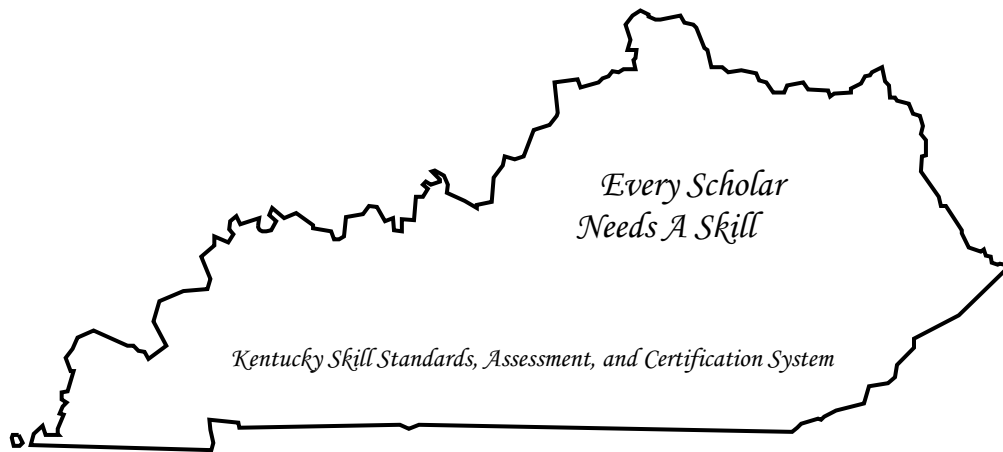 Every Scholar
Needs A Skill
Kentucky Skill Standards, Assessment, and Certification System